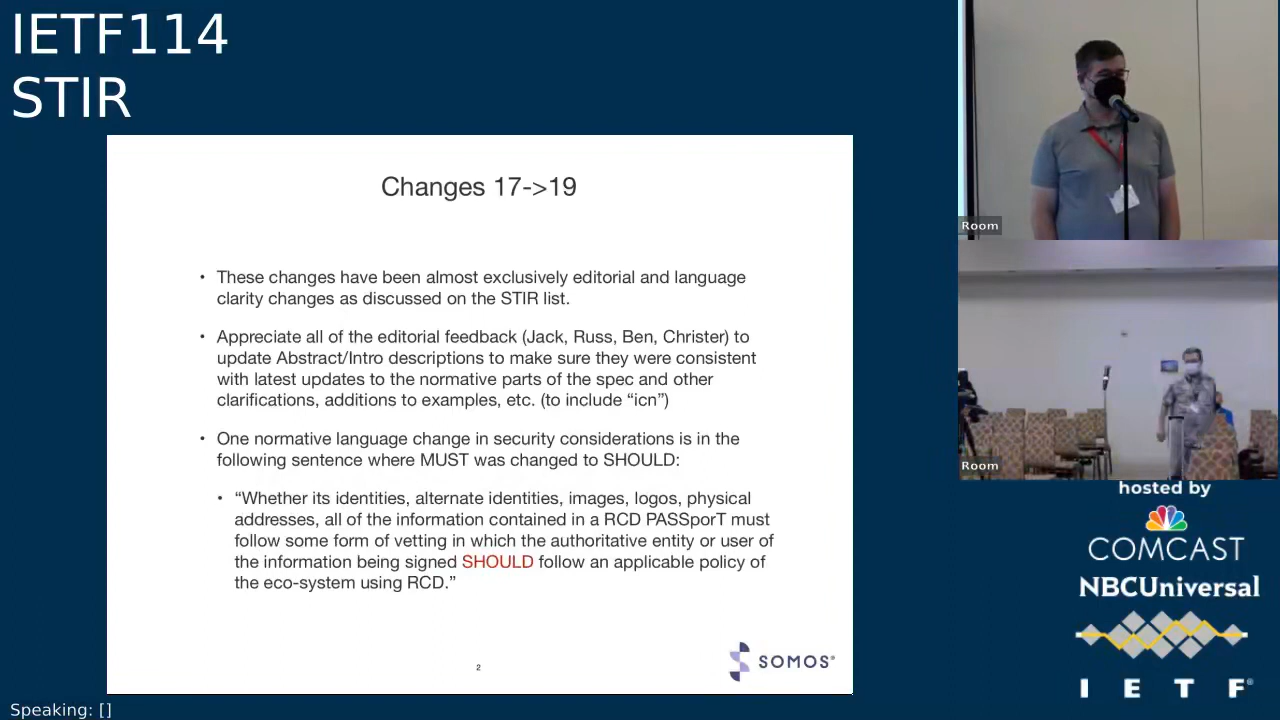 IETF114
STIR
Changes 17->19
• These changes have been almost exclusively editorial and language
clarity changes as discussed on the STIR list.
• Appreciate all of the editorial feedback (Jack, Russ, Ben, Christer) to
update Abstract/Intro descriptions to make sure they were consistent
with latest updates to the normative parts of the spec and other
clarifications, additions to examples, etc. (to include “icn”)
• One normative language change in security considerations is in the
following sentence where MUST was changed to SHOULD:
• “Whether its identities, alternate identities, images, logos, physical
addresses, all of the information contained in a RCD PASSporT must
follow some form of vetting in which the authoritative entity or user of
the information being signed SHOULD follow an applicable policy of
the eco-system using RCD.”
2
SOMOS®
Room
Room
hosted by
COMCAST
NBCUniversal
I E T F®
Speaking: []